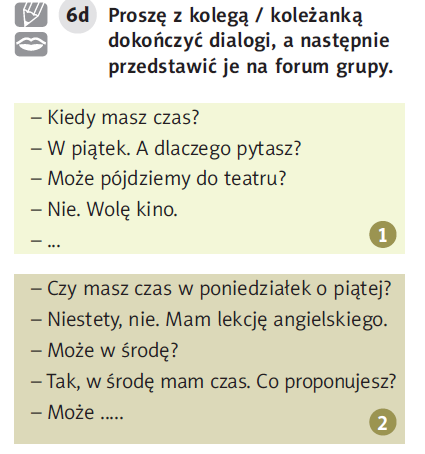 6d Proszę z kolegą / koleżanką
dokończyć dialogi, a następnie
przedstawić je na forum grupy.
– Kiedy masz czas?
– W piątek. A dlaczego pytasz?
– Może pójdziemy do teatru?
– Nie. Wolę kino.
– ...
1
– Czy masz czas w poniedziałek o piątej?
– Niestety, nie. Mam lekcję angielskiego.
– Może w środę?
– Tak, w środę mam czas. Co proponujesz?
– Może .....
2